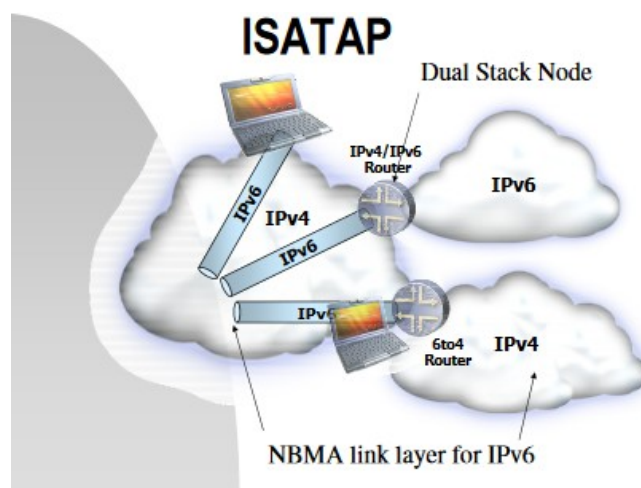 ISATAP
Dual Stack Node
IPv4/IPv6
Router
IPv6
IPv6
IPv4
IPv6
IPv6
6to4
Router
IPv4
NBMA link layer for IPv6